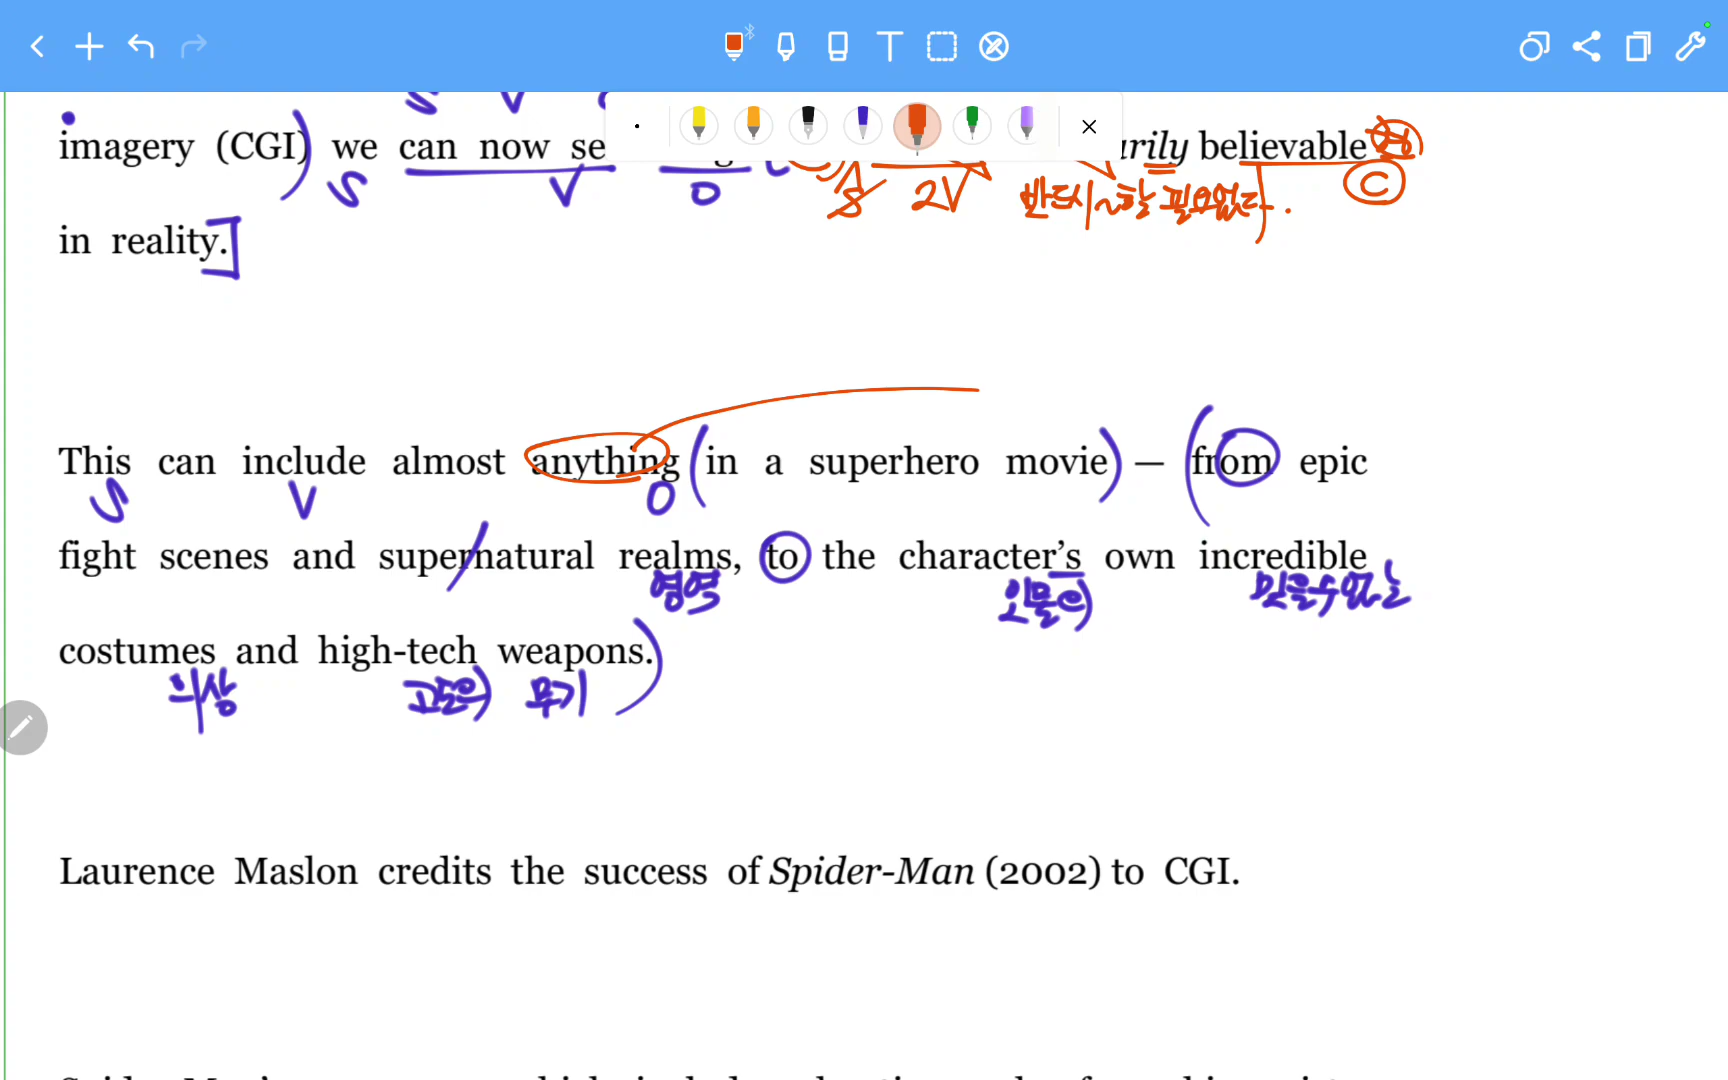 S V
imagery (CGI) we can now se arily believable 형
S V O S 2V 반드시 ~할 필요없다. C
in reality.]
This can include almost anything (in a superhero movie) — (from epic
S V O
fight scenes and supernatural realms, to the character's own incredible
영역 인물의 믿을수없는
costumes and high-tech weapons.)
의상 고도의 무기
Laurence Maslon credits the success of Spider-Man (2002) to CGI.